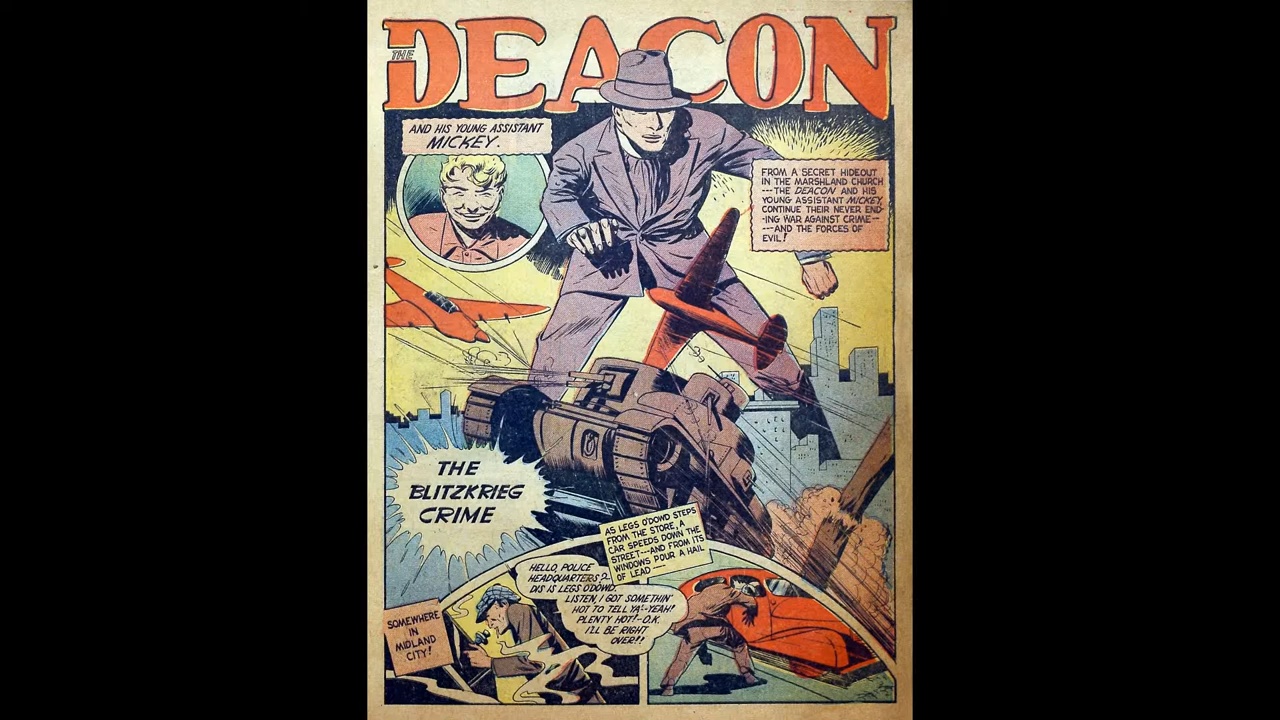 THE
DEACON
AND HIS YOUNG ASSISTANT
MICKEY.
FROM A SECRET HIDEOUT
IN THE MARSHLAND CHURCH
---THE DEACON AND HIS
YOUNG ASSISTANT MICKEY,
CONTINUE THEIR NEVER END-
-ING WAR AGAINST CRIME--
---AND THE FORCES OF
EVIL!
THE
BLITZKRIEG
CRIME
SOMEWHERE
IN
MIDLAND
CITY!
HELLO, POLICE
HEADQUARTERS?
DIS IS LEGS O'DOWD.
LISTEN, I GOT SOMETHIN'
HOT TO TELL YA'-YEAH!
PLENTY HOT!-O.K.
I'LL BE RIGHT
OVER!!
AS LEGS O'DOWD STEPS
FROM THE STORE, A
CAR SPEEDS DOWN THE
STREET---AND FROM ITS
WINDOWS POUR A HAIL
OF LEAD----